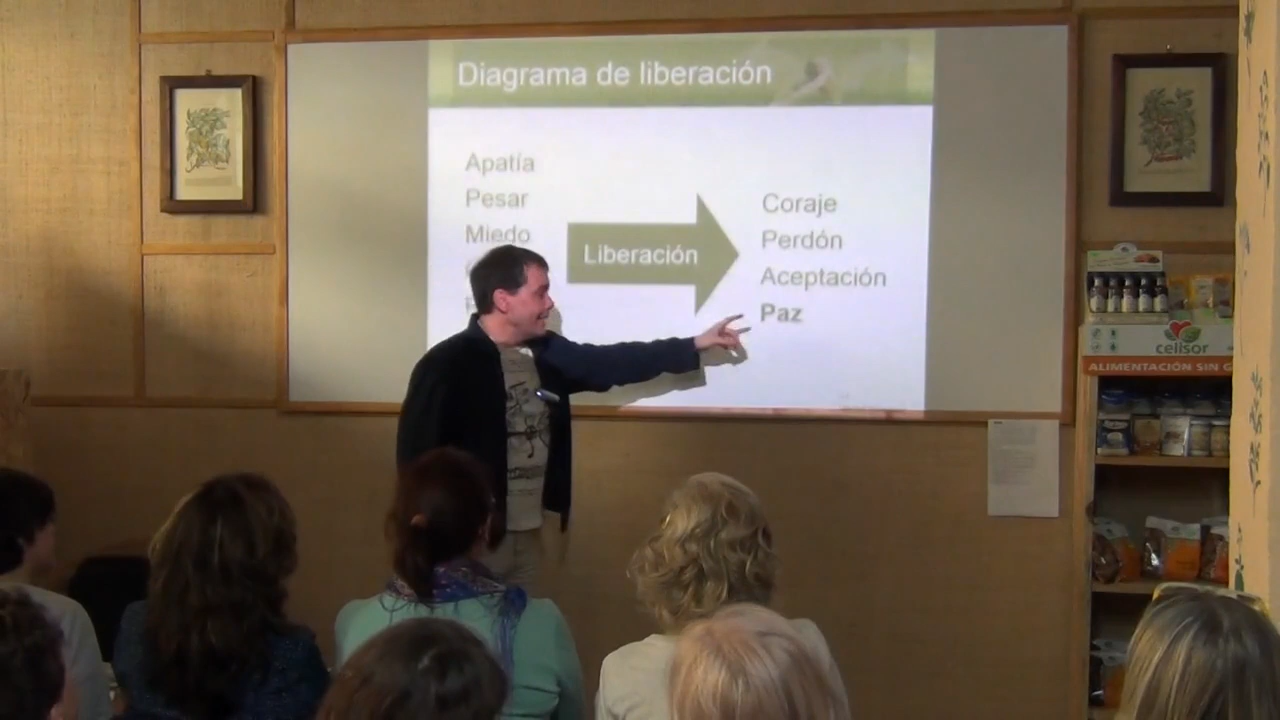 Diagrama de liberación
Apatía
Pesar
Miedo
Liberación
Coraje
Perdón
Aceptación
Paz
celisor
ALIMENTACIÓN SIN G